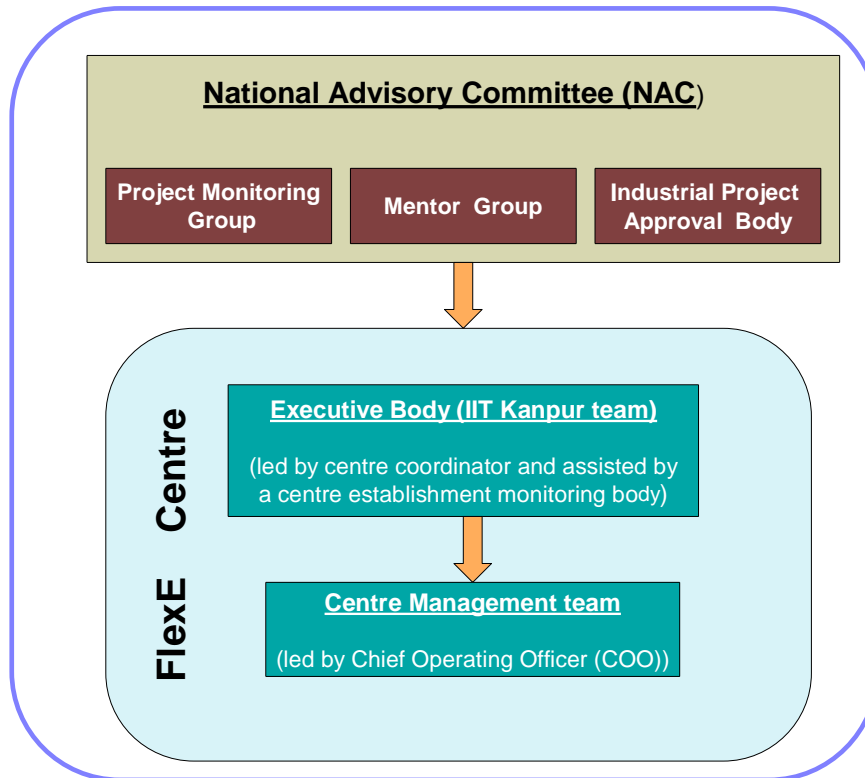 National Advisory Committee (NAC)
Project Monitoring
Group
Mentor Group
Industrial Project
Approval Body
FlexE Centre
Executive Body (IIT Kanpur team)
(led by centre coordinator and assisted by
a centre establishment monitoring body)
Centre Management team
(led by Chief Operating Officer (COO))